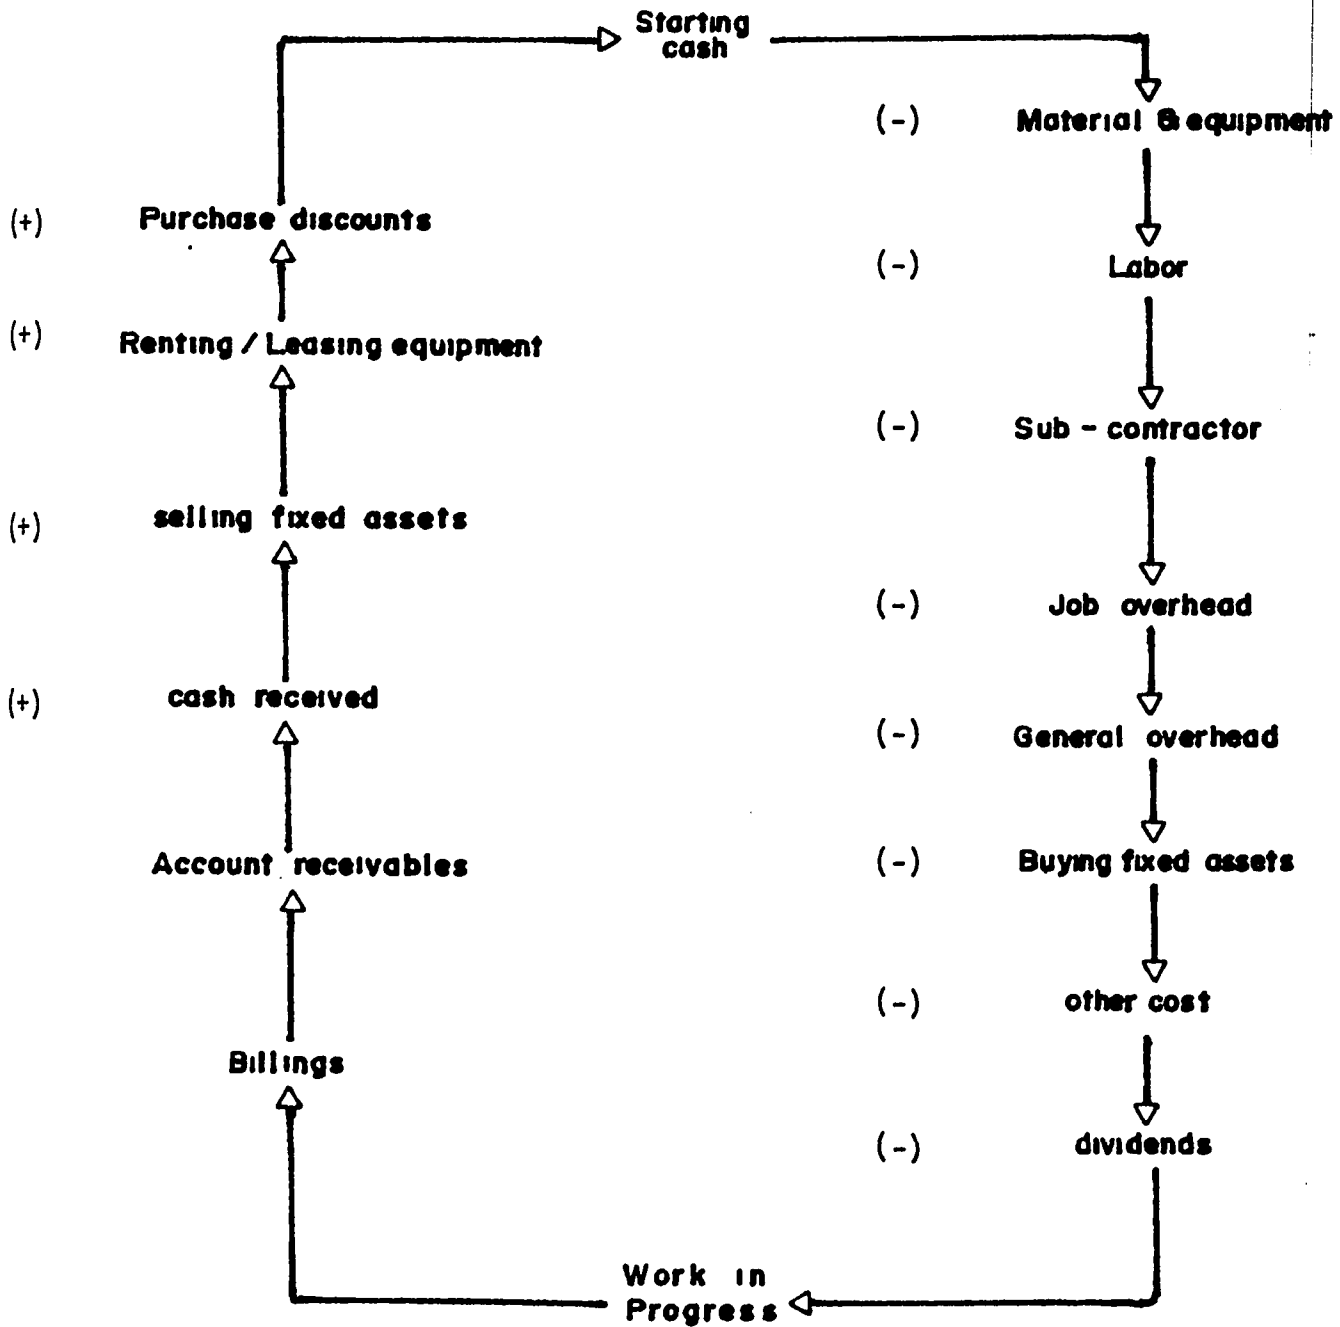 Starting
cash
(-) Material & equipment
(+) Purchase discounts
(-) Labor
(+) Renting / Leasing equipment
(-) Sub - contractor
(+) selling fixed assets
(-) Job overhead
(+) cash received
(-) General overhead
Account receivables
(-) Buying fixed assets
(-) other cost
Billings
(-) dividends
Work in
Progress